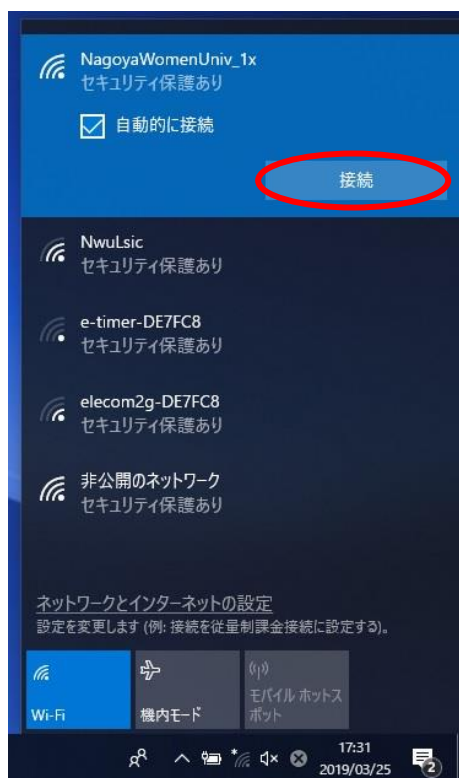 NagoyaWomenUniv_1x
セキュリティ保護あり
自動的に接続
接続
NwuLsic
セキュリティ保護あり
e-timer-DE7FC8
セキュリティ保護あり
elecom2g-DE7FC8
セキュリティ保護あり
非公開のネットワーク
セキュリティ保護あり
ネットワークとインターネットの設定
設定を変更します (例: 接続を従量制課金接続に設定する)。
Wi-Fi
機内モード
モバイル ホットス
ポット
17:31
2019/03/25
2